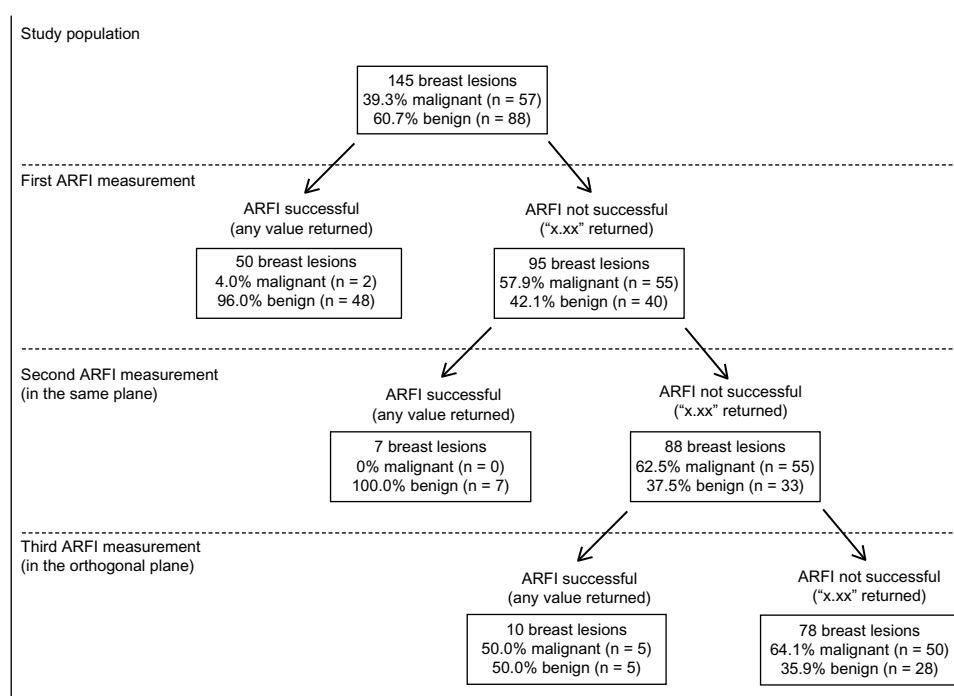 Study population
145 breast lesions
39.3% malignant (n = 57)
60.7% benign (n = 88)
First ARFI measurement
ARFI successful
(any value returned)
50 breast lesions
4.0% malignant (n = 2)
96.0% benign (n = 48)
ARFI not successful
(“x.xx” returned)
95 breast lesions
57.9% malignant (n = 55)
42.1% benign (n = 40)
Second ARFI measurement
(in the same plane)
ARFI successful
(any value returned)
7 breast lesions
0% malignant (n = 0)
100.0% benign (n = 7)
ARFI not successful
(“x.xx” returned)
88 breast lesions
62.5% malignant (n = 55)
37.5% benign (n = 33)
Third ARFI measurement
(in the orthogonal plane)
ARFI successful
(any value returned)
10 breast lesions
50.0% malignant (n = 5)
50.0% benign (n = 5)
ARFI not successful
(“x.xx” returned)
78 breast lesions
64.1% malignant (n = 50)
35.9% benign (n = 28)